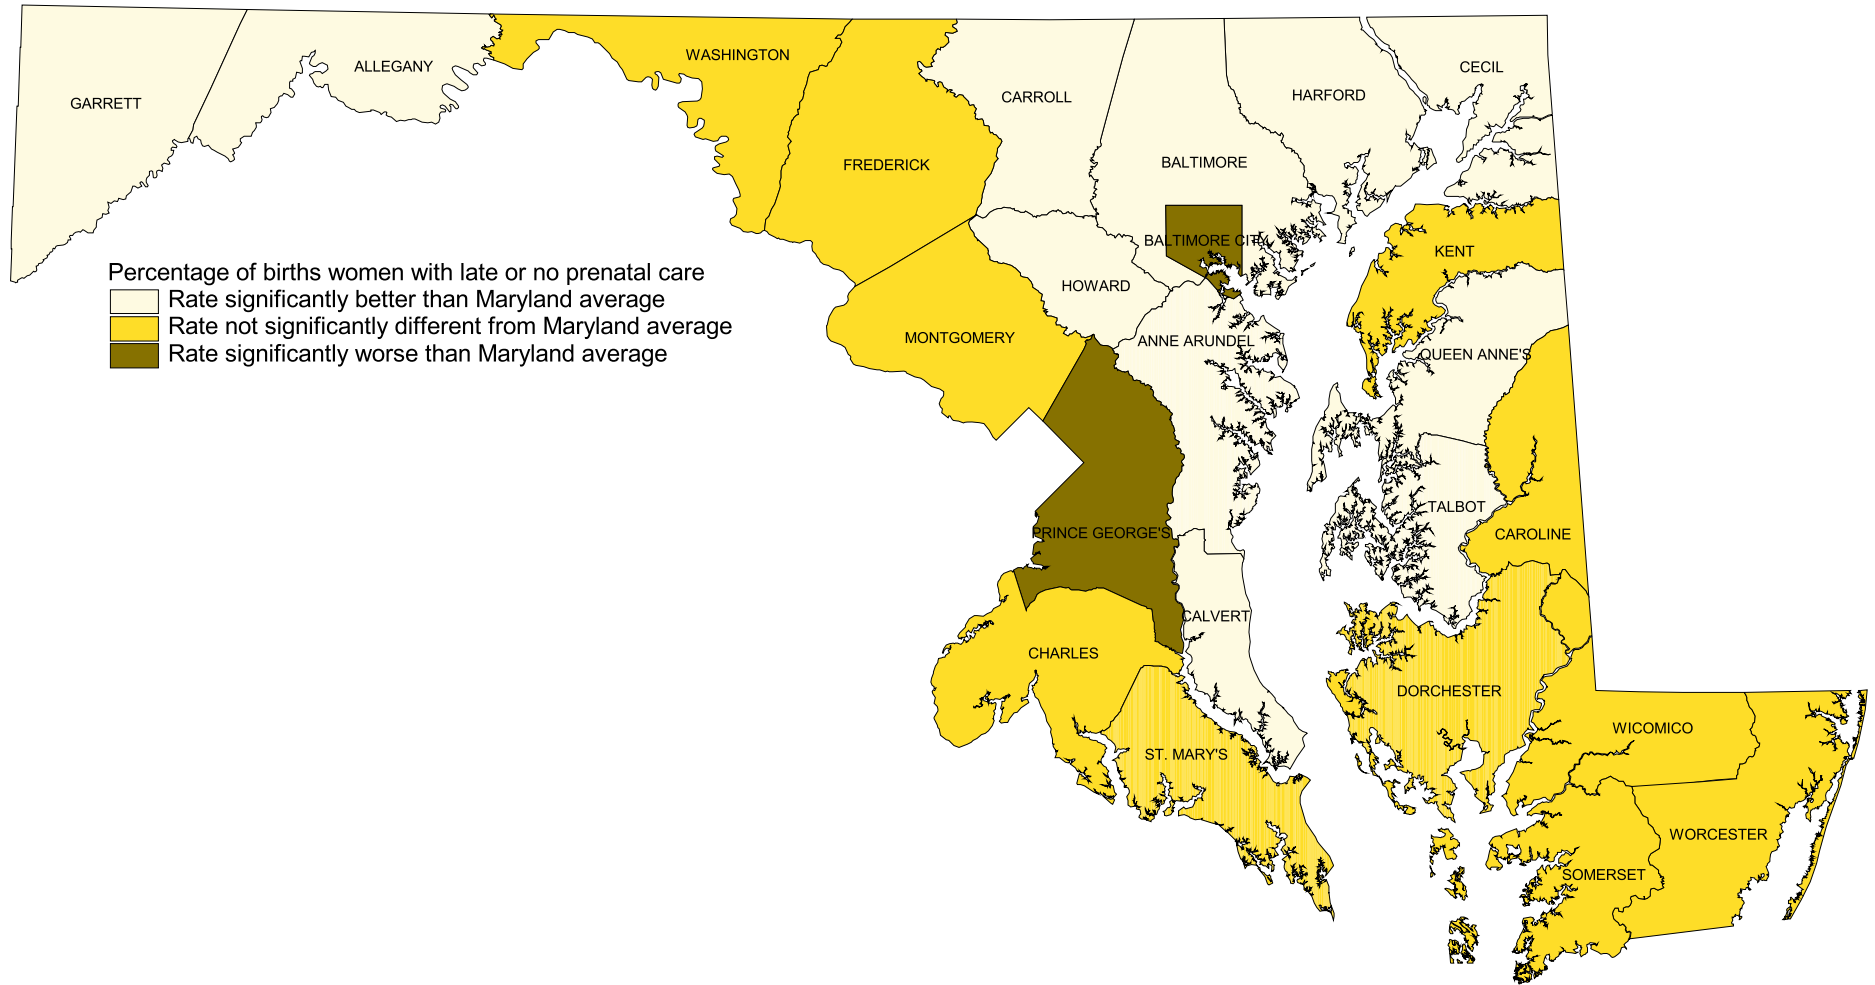 WASHINGTON
ALLEGANY
CECIL
GARRETT
CARROLL
HARFORD
FREDERICK
BALTIMORE
BALTIMORE CITY
KENT
Percentage of births women with late or no prenatal care
Rate significantly better than Maryland average
Rate not significantly different from Maryland average
Rate significantly worse than Maryland average
HOWARD
MONTGOMERY
ANNE ARUNDEL
QUEEN ANNE'S
TALBOT
PRINCE GEORGE'S
CAROLINE
CALVERT
CHARLES
DORCHESTER
WICOMICO
ST. MARY'S
WORCESTER
SOMERSET